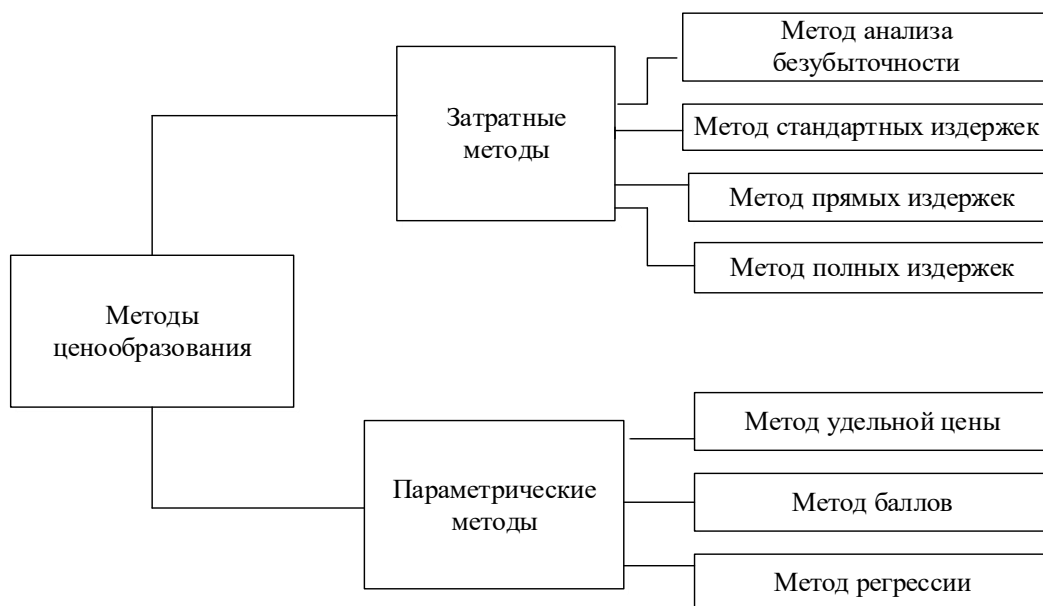 Метод анализа
безубыточности
Затратные
методы
Метод стандартных издержек
Метод прямых издержек
Метод полных издержек
Методы
ценообразования
Метод удельной цены
Параметрические
методы
Метод баллов
Метод регрессии